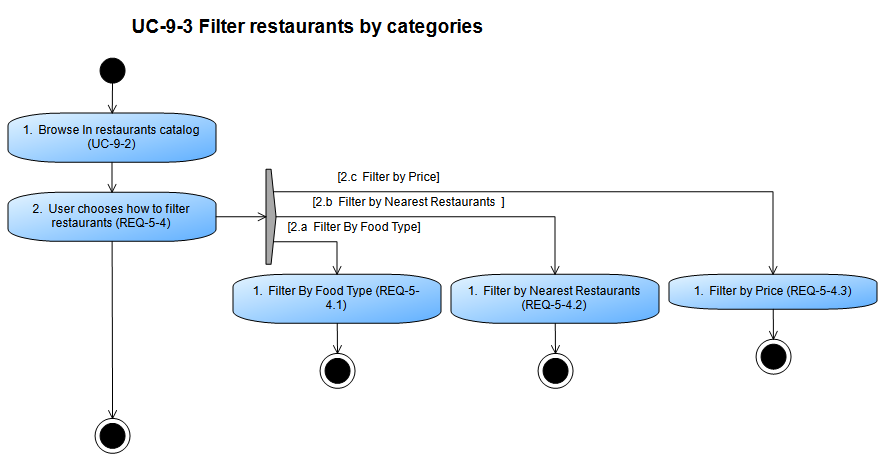 UC-9-3 Filter restaurants by categories
1. Browse In restaurants catalog
(UC-9-2)
2. User chooses how to filter
restaurants (REQ-5-4)
[2.c Filter by Price]
[2.b Filter by Nearest Restaurants ]
[2.a Filter By Food Type]
1. Filter By Food Type (REQ-5-
4.1)
1. Filter by Nearest Restaurants
(REQ-5-4.2)
1. Filter by Price (REQ-5-4.3)